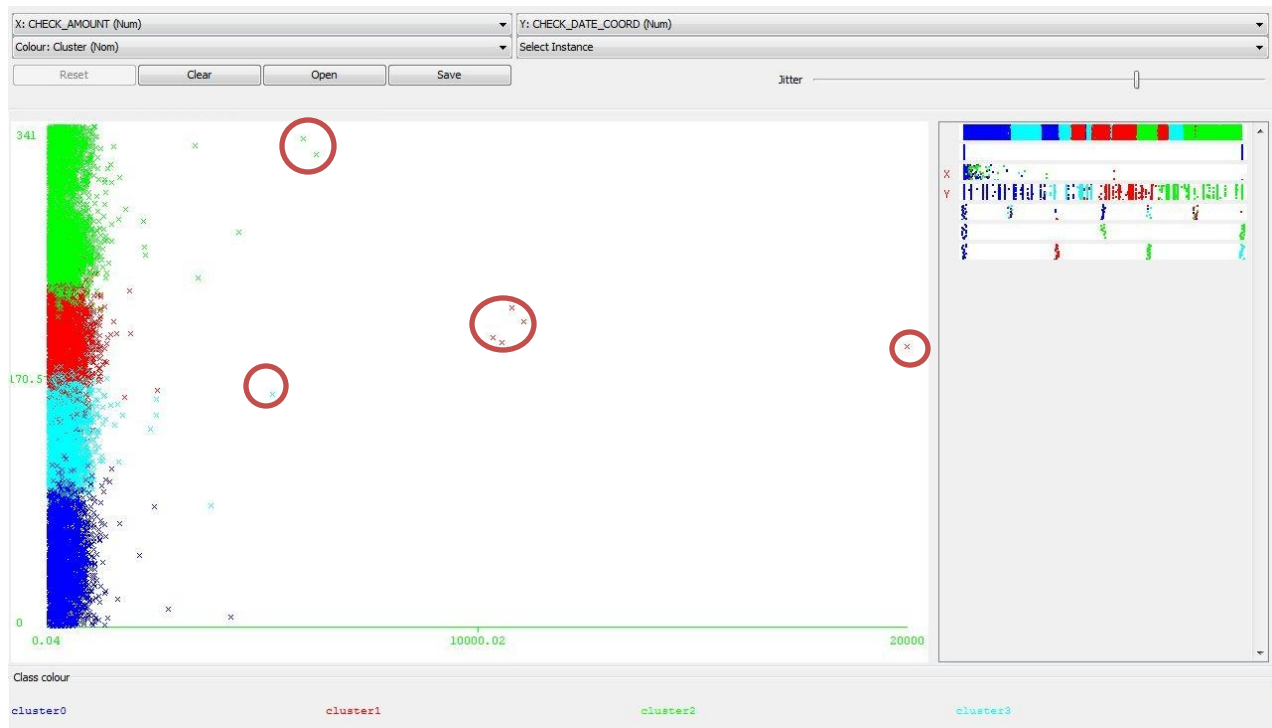 X: CHECK_AMOUNT (Num) Y: CHECK_DATE_COORD (Num)
Colour: Cluster (Nom) Select Instance
Reset Clear Open Save Jitter
341
X
Y
170.5
0
0.04 10000.02 20000
Class colour
cluster0 cluster1 cluster2 cluster3